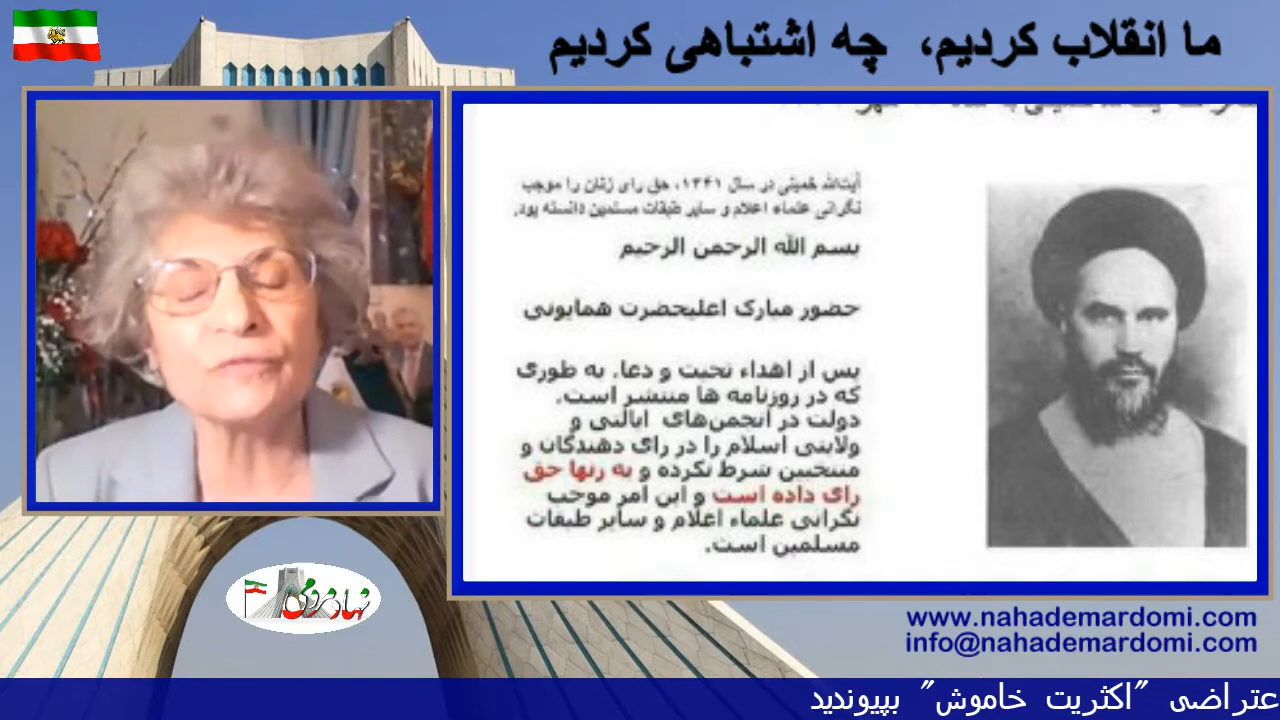 ما انقلاب کردیم، چه اشتباهی کردیم
آیت‌الله خمینی در سال ۱۳۴۱، حق رای زنان را موجب
نگرانی علماء اعلام و سایر طبقات مسلمین دانسته بود.
بسم الله الرحمن الرحیم
حضور مبارک اعلیحضرت همایونی
پس از اهداء تحیت و دعا، به طوری
که در روزنامه ها منتشر است،
دولت در انجمن‌های ایالتی و
ولایتی اسلام را در رای دهندگان و
منتخبین شرط نکرده و به زنها حق
رای داده است و این امر موجب
نگرانی علماء اعلام و سایر طبقات
مسلمین است.
نهاد مردمی
www.nahademardomi.com
info@nahademardomi.com
عتراضی "اکثریت خاموش" بپیوندید